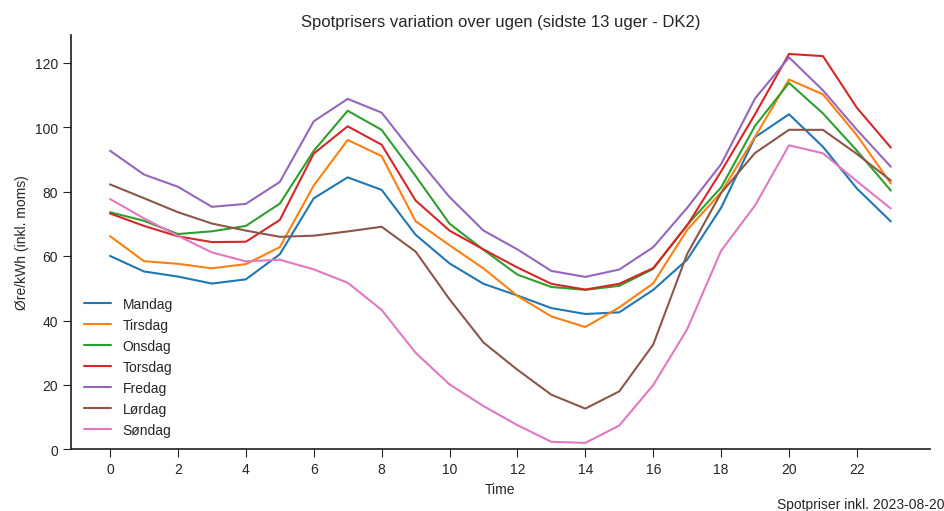 Spotprisers variation over ugen (sidste 13 uger - DK2)
Øre/kWh (inkl. moms)
120
100
80
60
40
20
0
Mandag
Tirsdag
Onsdag
Torsdag
Fredag
Lørdag
Søndag
0 2 4 6 8 10 12 14 16 18 20 22
Time
Spotpriser inkl. 2023-08-20